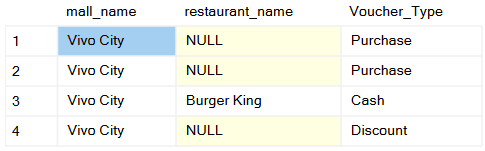 mall_name restaurant_name Voucher_Type
1 Vivo City NULL Purchase
2 Vivo City NULL Purchase
3 Vivo City Burger King Cash
4 Vivo City NULL Discount